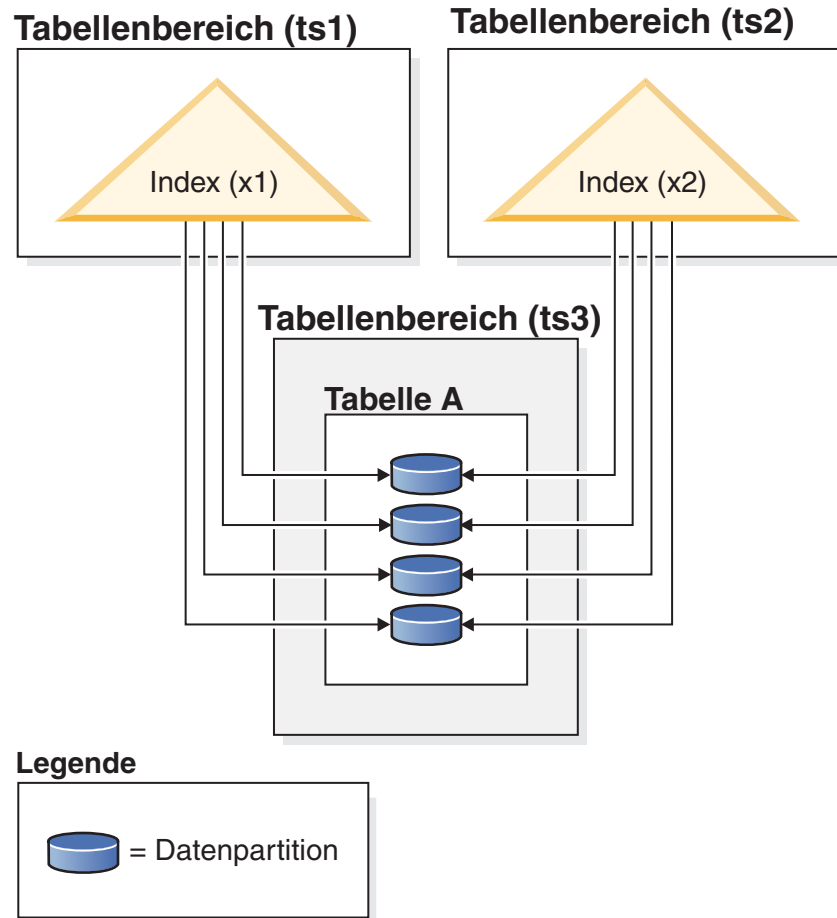 Tabellenbereich (ts1)
Tabellenbereich (ts2)
Index (x1)
Index (x2)
Tabellenbereich (ts3)
Tabelle A
Legende
= Datenpartition